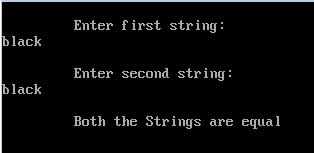 Enter first string:
black
Enter second string:
black
Both the Strings are equal